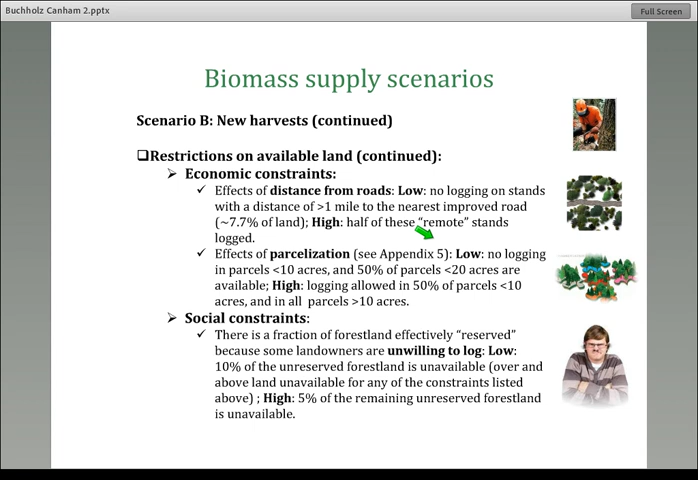 Buchholz Canham 2.pptx
Full Screen
Biomass supply scenarios
Scenario B: New harvests (continued)
❑Restrictions on available land (continued):
➢ Economic constraints:
✓ Effects of distance from roads: Low: no logging on stands
with a distance of >1 mile to the nearest improved road
(~7.7% of land); High: half of these “remote” stands
logged.
✓ Effects of parcelization (see Appendix 5): Low: no logging
in parcels <10 acres, and 50% of parcels <20 acres are
available; High: logging allowed in 50% of parcels <10
acres, and in all parcels >10 acres.
➢ Social constraints:
✓ There is a fraction of forestland effectively “reserved”
because some landowners are unwilling to log: Low:
10% of the unreserved forestland is unavailable (over and
above land unavailable for any of the constraints listed
above) ; High: 5% of the remaining unreserved forestland
is unavailable.